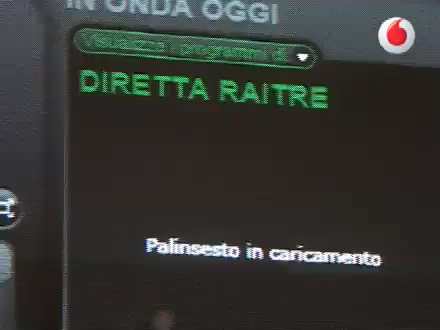 IN ONDA OGGI
Visualizza i programmi di
DIRETTA RAITRE
Palinsesto in caricamento